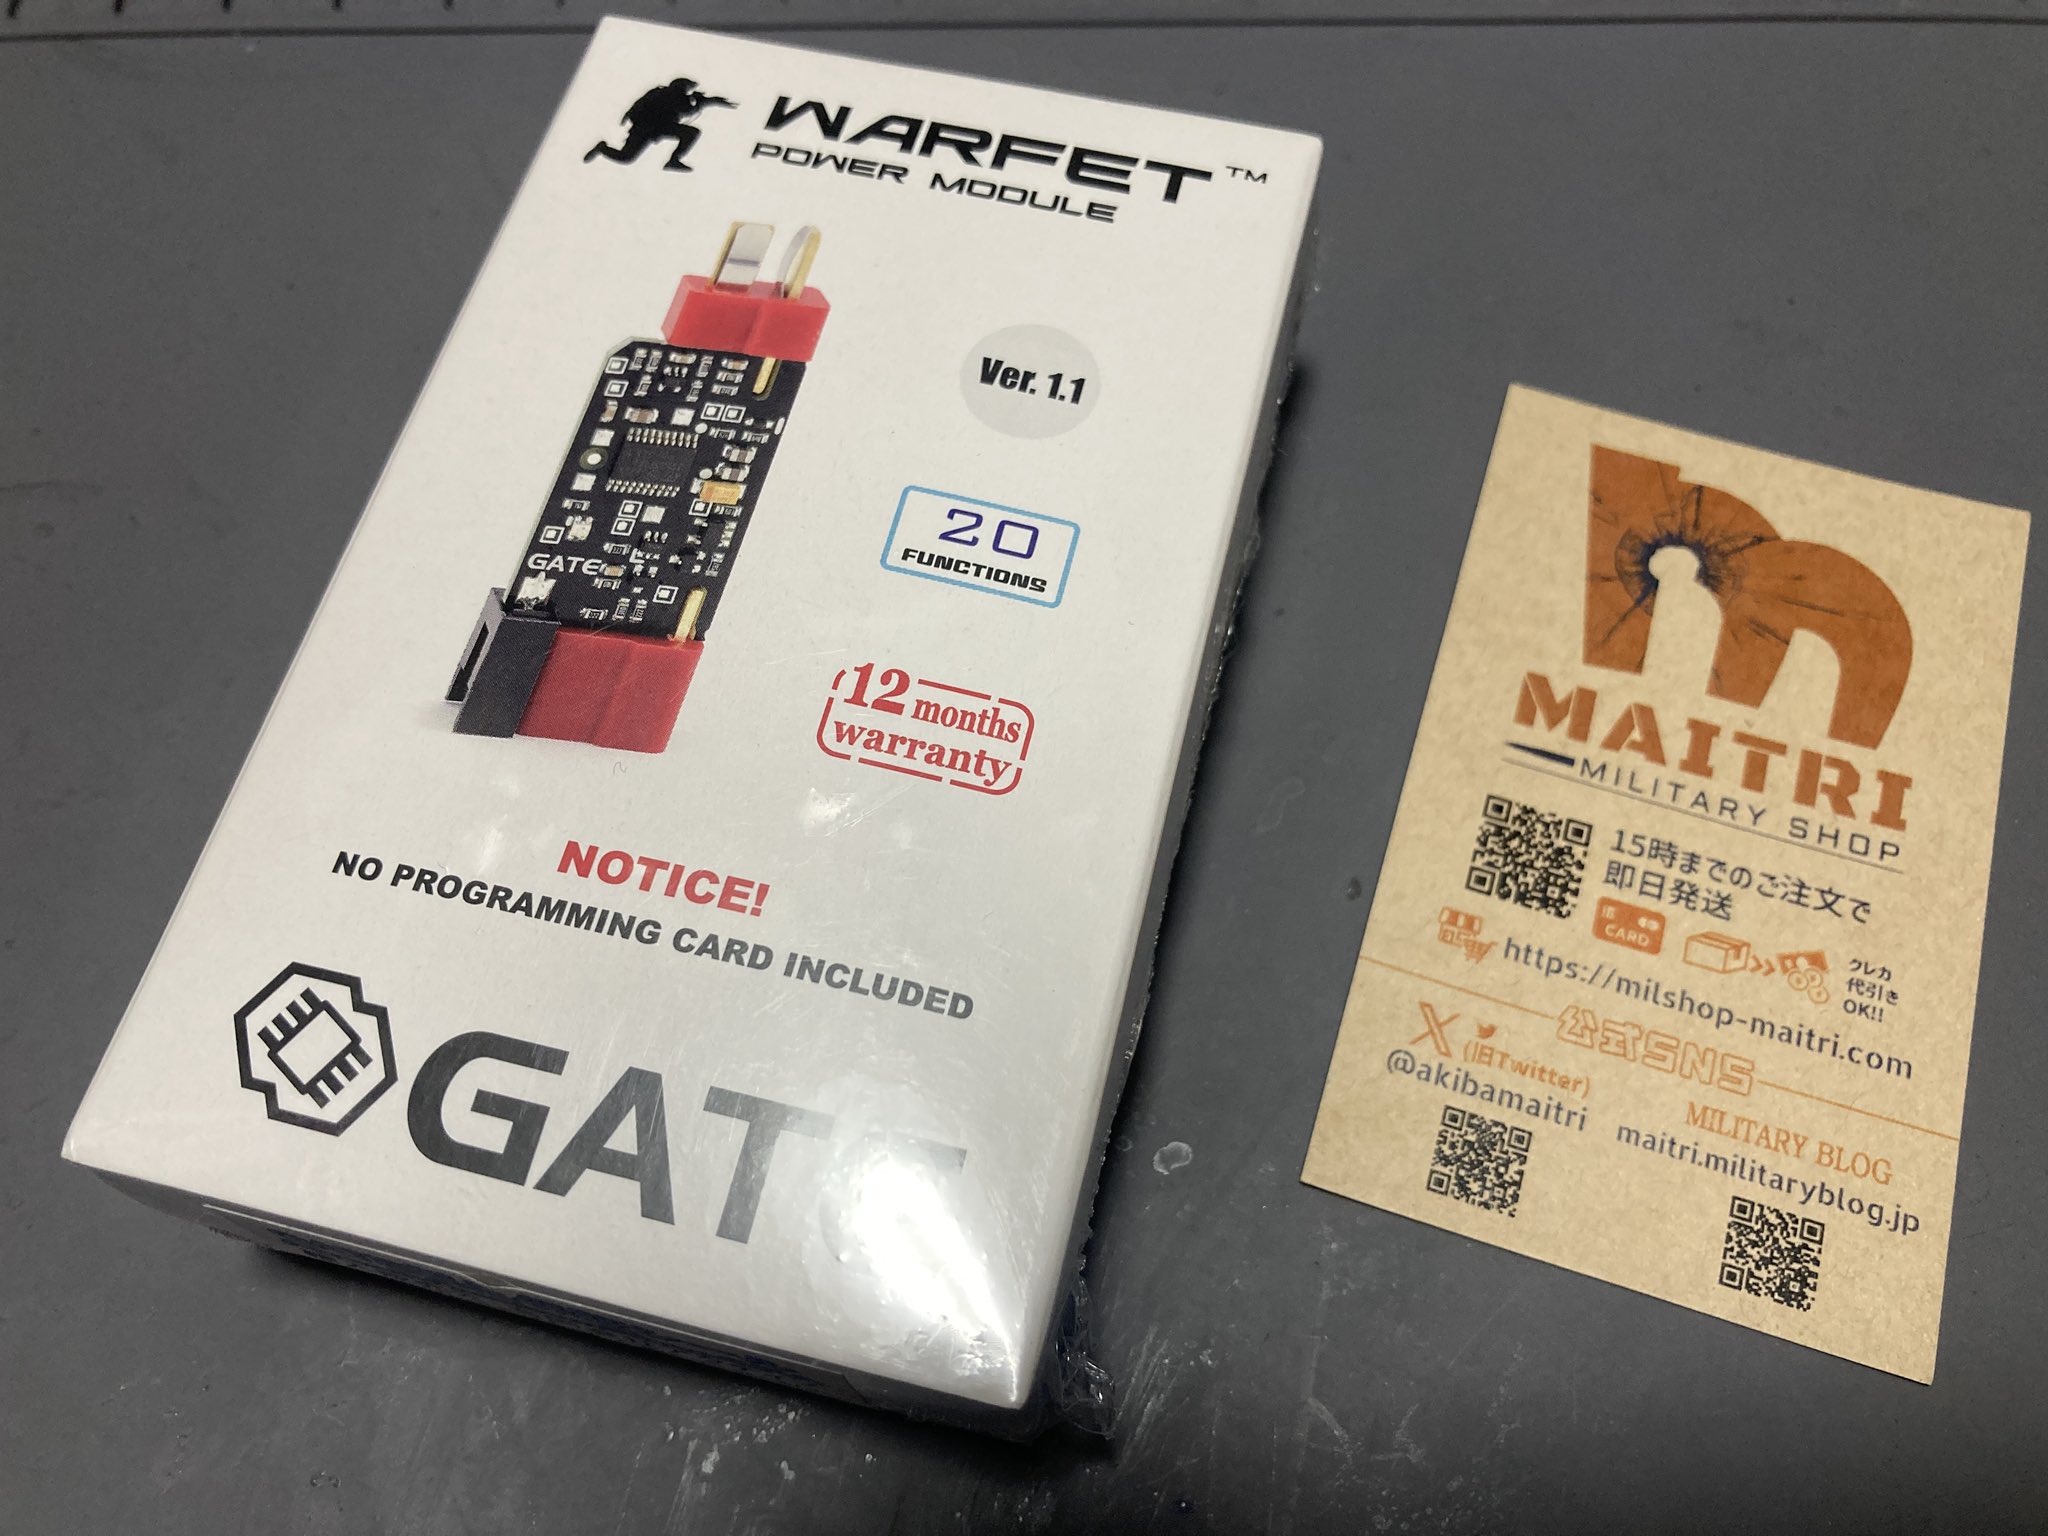 WARFET™
POWER MODULE
Ver. 1.1
20
FUNCTIONS
GATE
12 months
warranty
NOTICE!
NO PROGRAMMING CARD INCLUDED
GATE
MAITRI
MILITARY SHOP
15時までのご注文で
即日発送
CARD
クレカ
代引き
OK!!
https://milshop-maitri.com
公式SNS
X(旧Twitter)
@akibamaitri
MILITARY BLOG
maitri.militaryblog.jp